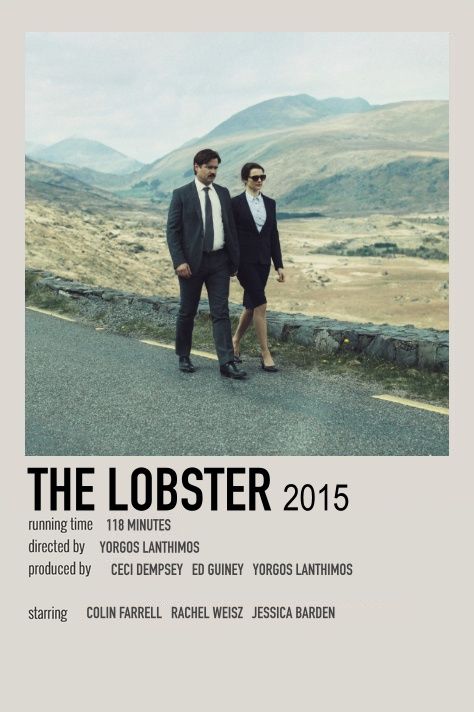 THE LOBSTER 2015
running time 118 MINUTES
directed by YORGOS LANTHIMOS
produced by CECI DEMPSEY ED GUINEY YORGOS LANTHIMOS
starring COLIN FARRELL RACHEL WEISZ JESSICA BARDEN